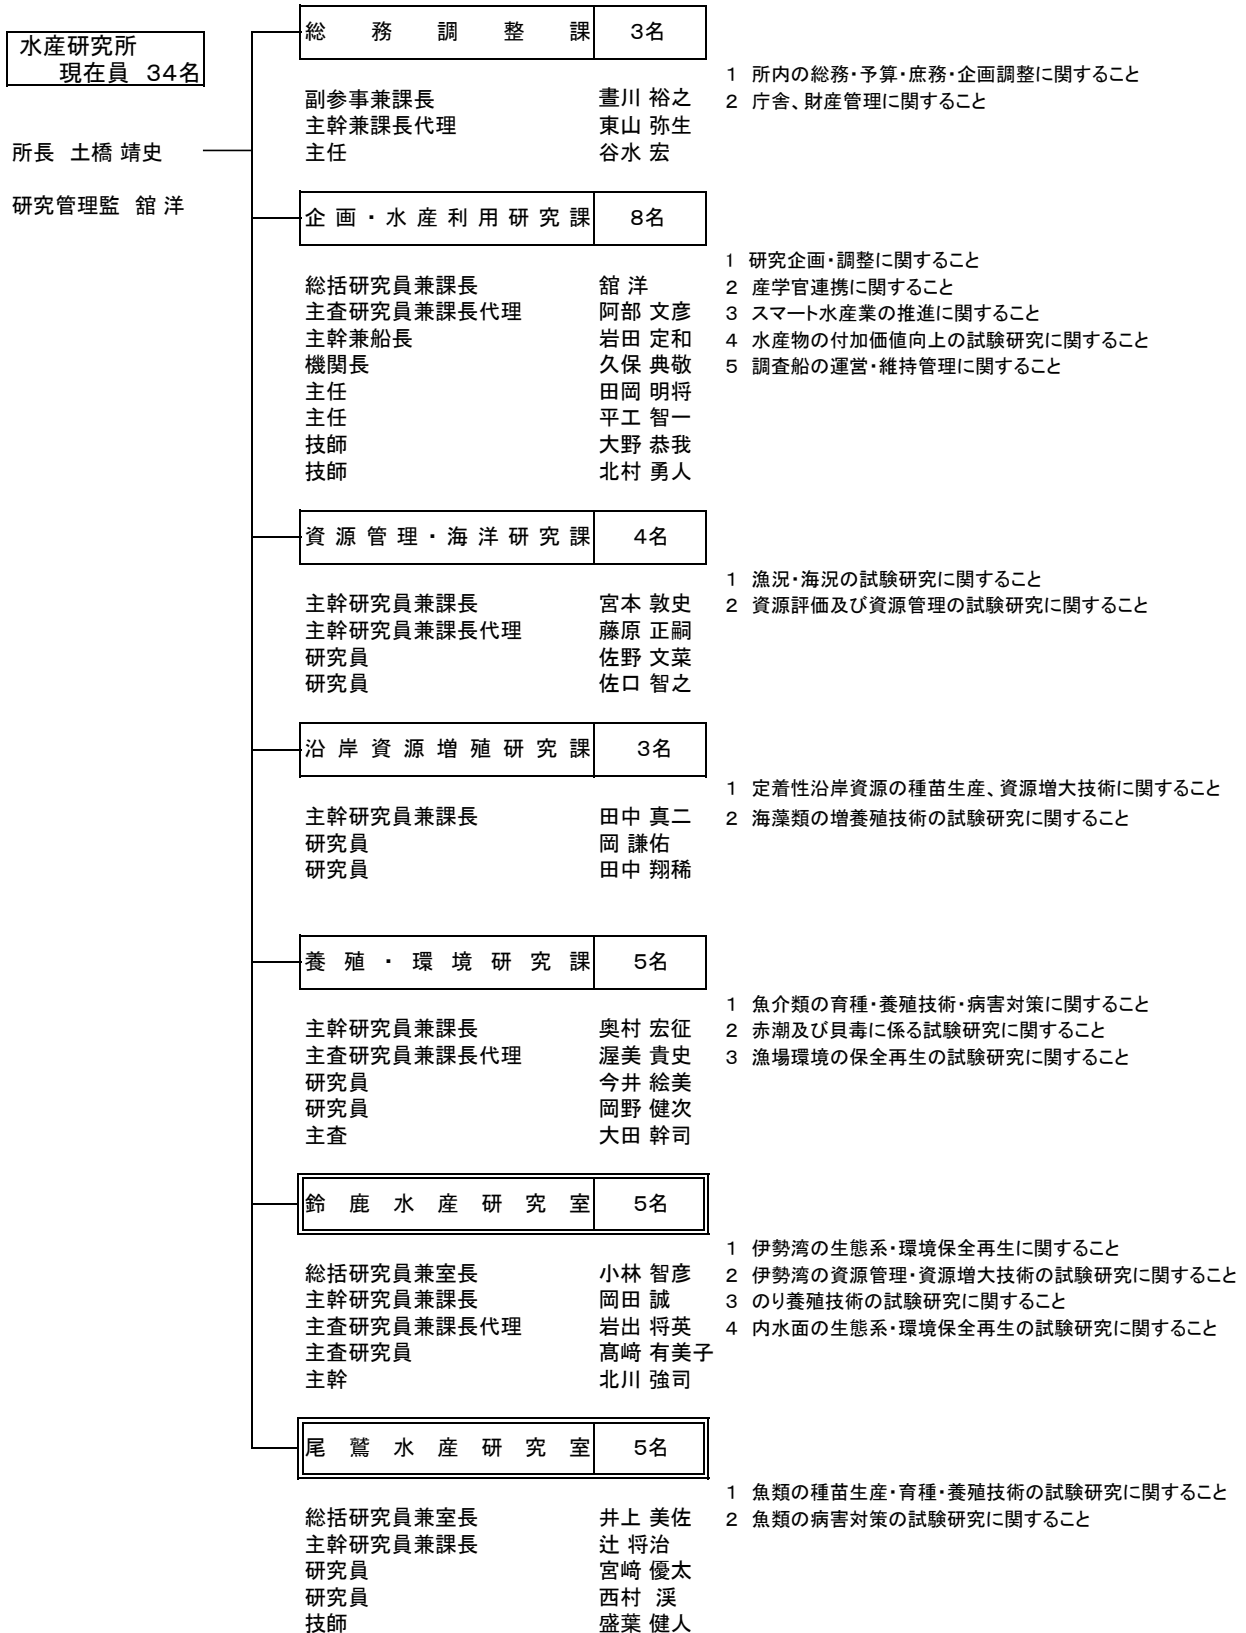 水産研究所
現在員 34名
所長 土橋 靖史
研究管理監 舘 洋
総務調整課 3名
副参事兼課長 晝川 裕之
主幹兼課長代理 東山 弥生
主任 谷水 宏
1 所内の総務・予算・庶務・企画調整に関すること
2 庁舎、財産管理に関すること
企画・水産利用研究課 8名
総括研究員兼課長 舘 洋
主査研究員兼課長代理 阿部 文彦
主幹兼船長 岩田 定和
機関長 久保 典敬
主任 田岡 明将
主任 平工 智一
技師 大野 恭我
技師 北村 勇人
1 研究企画・調整に関すること
2 産学官連携に関すること
3 スマート水産業の推進に関すること
4 水産物の付加価値向上の試験研究に関すること
5 調査船の運営・維持管理に関すること
資源管理・海洋研究課 4名
主幹研究員兼課長 宮本 敦史
主幹研究員兼課長代理 藤原 正嗣
研究員 佐野 文菜
研究員 佐口 智之
1 漁況・海況の試験研究に関すること
2 資源評価及び資源管理の試験研究に関すること
沿岸資源増殖研究課 3名
主幹研究員兼課長 田中 真二
研究員 岡 謙佑
研究員 田中 翔稀
1 定着性沿岸資源の種苗生産、資源増大技術に関すること
2 海藻類の増養殖技術の試験研究に関すること
養殖・環境研究課 5名
主幹研究員兼課長 奥村 宏征
主査研究員兼課長代理 渥美 貴史
研究員 今井 絵美
研究員 岡野 健次
主査 大田 幹司
1 魚介類の育種・養殖技術・病害対策に関すること
2 赤潮及び貝毒に係る試験研究に関すること
3 漁場環境の保全再生の試験研究に関すること
鈴鹿水産研究室 5名
総括研究員兼室長 小林 智彦
主幹研究員兼課長 岡田 誠
主査研究員兼課長代理 岩出 将英
主査研究員 髙﨑 有美子
主幹 北川 強司
1 伊勢湾の生態系・環境保全再生に関すること
2 伊勢湾の資源管理・資源増大技術の試験研究に関すること
3 のり養殖技術の試験研究に関すること
4 内水面の生態系・環境保全再生の試験研究に関すること
尾鷲水産研究室 5名
総括研究員兼室長 井上 美佐
主幹研究員兼課長 辻 将治
研究員 宮﨑 優太
研究員 西村 渓
技師 盛葉 健人
1 魚類の種苗生産・育種・養殖技術の試験研究に関すること
2 魚類の病害対策の試験研究に関すること